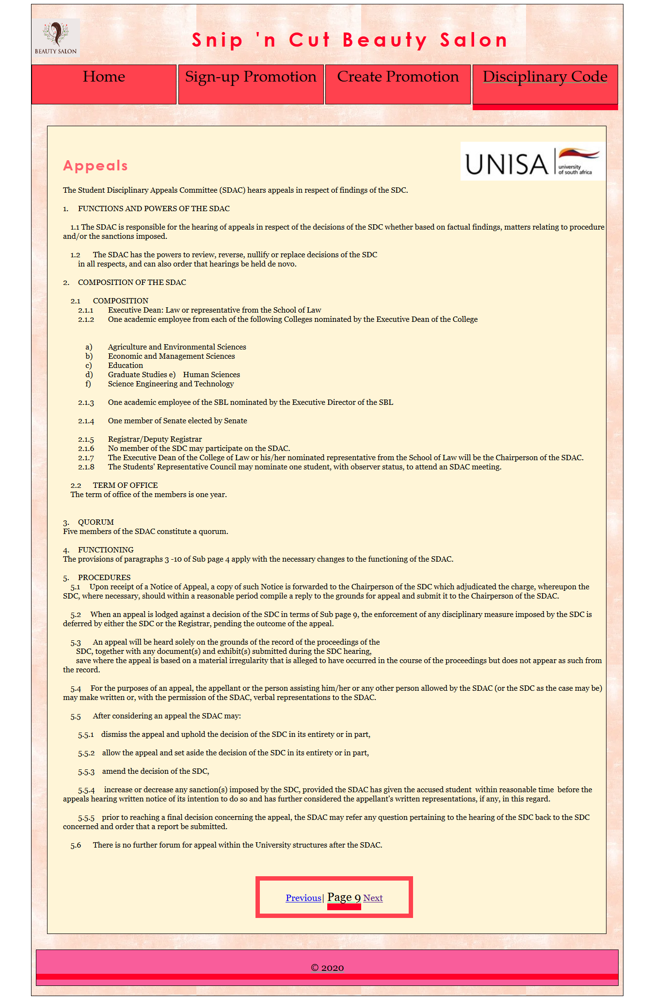 BEAUTY SALON
Snip 'n Cut Beauty Salon
Home
Sign-up Promotion
Create Promotion
Disciplinary Code
UNISA
university
of south africa
Appeals
The Student Disciplinary Appeals Committee (SDAC) hears appeals in respect of findings of the SDC.
1. FUNCTIONS AND POWERS OF THE SDAC
1.1 The SDAC is responsible for the hearing of appeals in respect of the decisions of the SDC whether based on factual findings, matters relating to procedure
and/or the sanctions imposed.
1.2 The SDAC has the powers to review, reverse, nullify or replace decisions of the SDC
in all respects, and can also order that hearings be held de novo.
2. COMPOSITION OF THE SDAC
2.1 COMPOSITION
2.1.1 Executive Dean: Law or representative from the School of Law
2.1.2 One academic employee from each of the following Colleges nominated by the Executive Dean of the College
a) Agriculture and Environmental Sciences
b) Economic and Management Sciences
c) Education
d) Graduate Studies e) Human Sciences
f) Science Engineering and Technology
2.1.3 One academic employee of the SBL nominated by the Executive Director of the SBL
2.1.4 One member of Senate elected by Senate
2.1.5 Registrar/Deputy Registrar
2.1.6 No member of the SDC may participate on the SDAC.
2.1.7 The Executive Dean of the College of Law or his/her nominated representative from the School of Law will be the Chairperson of the SDAC.
2.1.8 The Students' Representative Council may nominate one student, with observer status, to attend an SDAC meeting.
2.2 TERM OF OFFICE
The term of office of the members is one year.
3. QUORUM
Five members of the SDAC constitute a quorum.
4. FUNCTIONING
The provisions of paragraphs 3 -10 of Sub page 4 apply with the necessary changes to the functioning of the SDAC.
5. PROCEDURES
5.1 Upon receipt of a Notice of Appeal, a copy of such Notice is forwarded to the Chairperson of the SDC which adjudicated the charge, whereupon the
SDC, where necessary, should within a reasonable period compile a reply to the grounds for appeal and submit it to the Chairperson of the SDAC.
5.2 When an appeal is lodged against a decision of the SDC in terms of Sub page 9, the enforcement of any disciplinary measure imposed by the SDC is
deferred by either the SDC or the Registrar, pending the outcome of the appeal.
5.3 An appeal will be heard solely on the grounds of the record of the proceedings of the
SDC, together with any document(s) and exhibit(s) submitted during the SDC hearing,
save where the appeal is based on a material irregularity that is alleged to have occurred in the course of the proceedings but does not appear as such from
the record.
5.4 For the purposes of an appeal, the appellant or the person assisting him/her or any other person allowed by the SDAC (or the SDC as the case may be)
may make written or, with the permission of the SDAC, verbal representations to the SDAC.
5.5 After considering an appeal the SDAC may:
5.5.1 dismiss the appeal and uphold the decision of the SDC in its entirety or in part,
5.5.2 allow the appeal and set aside the decision of the SDC in its entirety or in part,
5.5.3 amend the decision of the SDC,
5.5.4 increase or decrease any sanction(s) imposed by the SDC, provided the SDAC has given the accused student within reasonable time before the
appeals hearing written notice of its intention to do so and has further considered the appellant's written representations, if any, in this regard.
5.5.5 prior to reaching a final decision concerning the appeal, the SDAC may refer any question pertaining to the hearing of the SDC back to the SDC
concerned and order that a report be submitted.
5.6 There is no further forum for appeal within the University structures after the SDAC.
Previous| Page 9 Next
© 2020